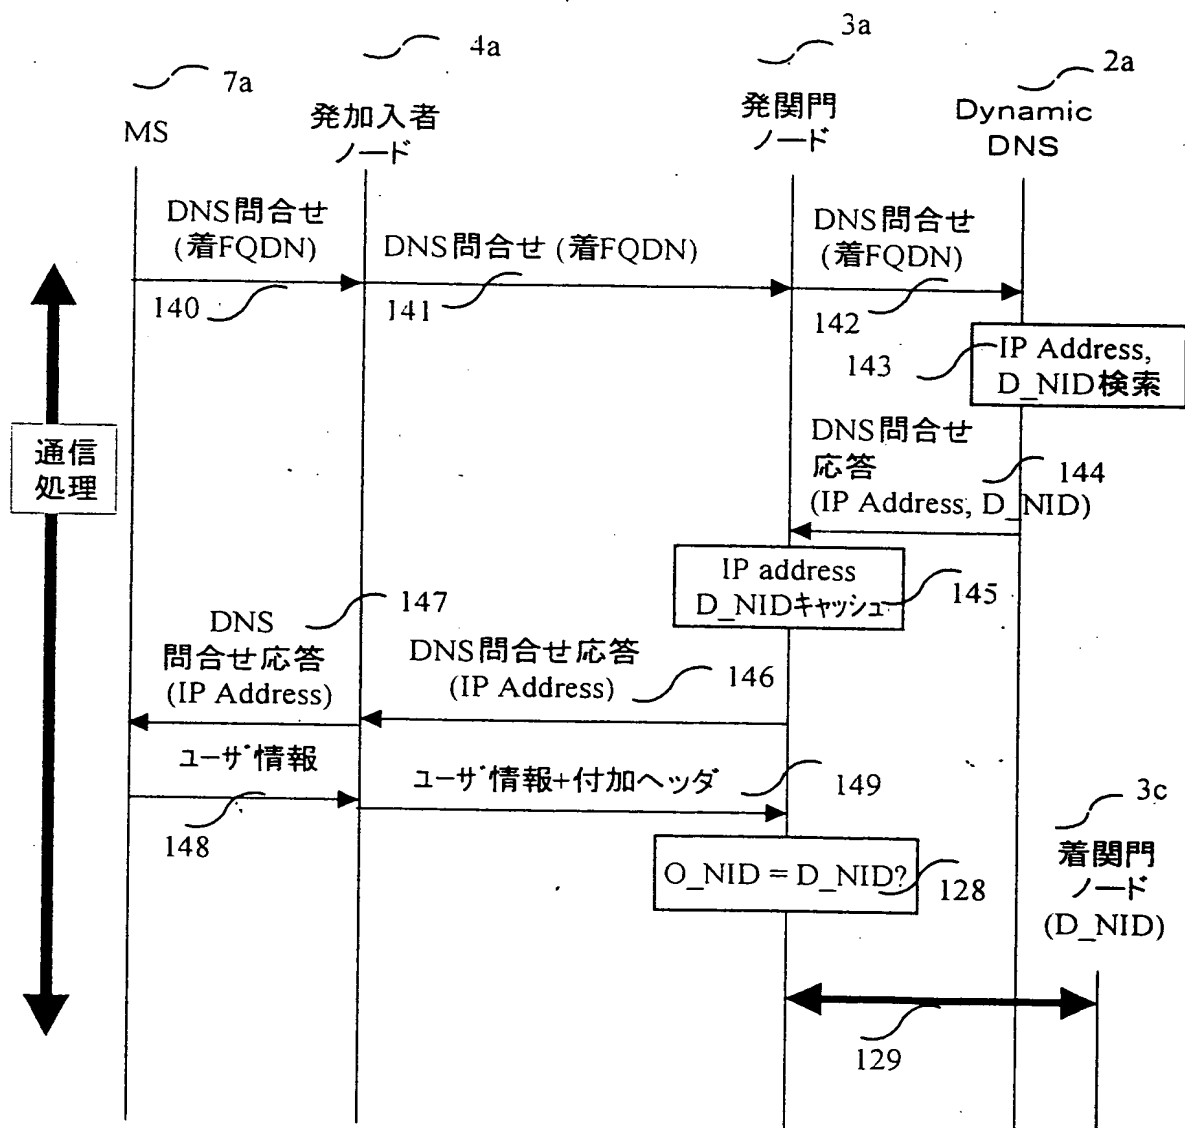 3a
4a
2a
7a
発関門
ノード
Dynamic
DNS
発加入者
ノード
MS
DNS問合せ
(着FQDN)
DNS問合せ (着FQDN)
DNS問合せ
(着FQDN)
140
141
142
143
IP Address,
D_NID検索
通信
処理
DNS問合せ
応答
(IP Address, D_NID)
144
IP address
D_NIDキャッシュ
145
147
DNS
問合せ応答
(IP Address)
DNS問合せ応答
(IP Address)
146
ユーザ情報
ユーザ情報+付加ヘッダ
149
148
3c
着関門
ノード
(D_NID)
O_NID = D_NID?
128
129